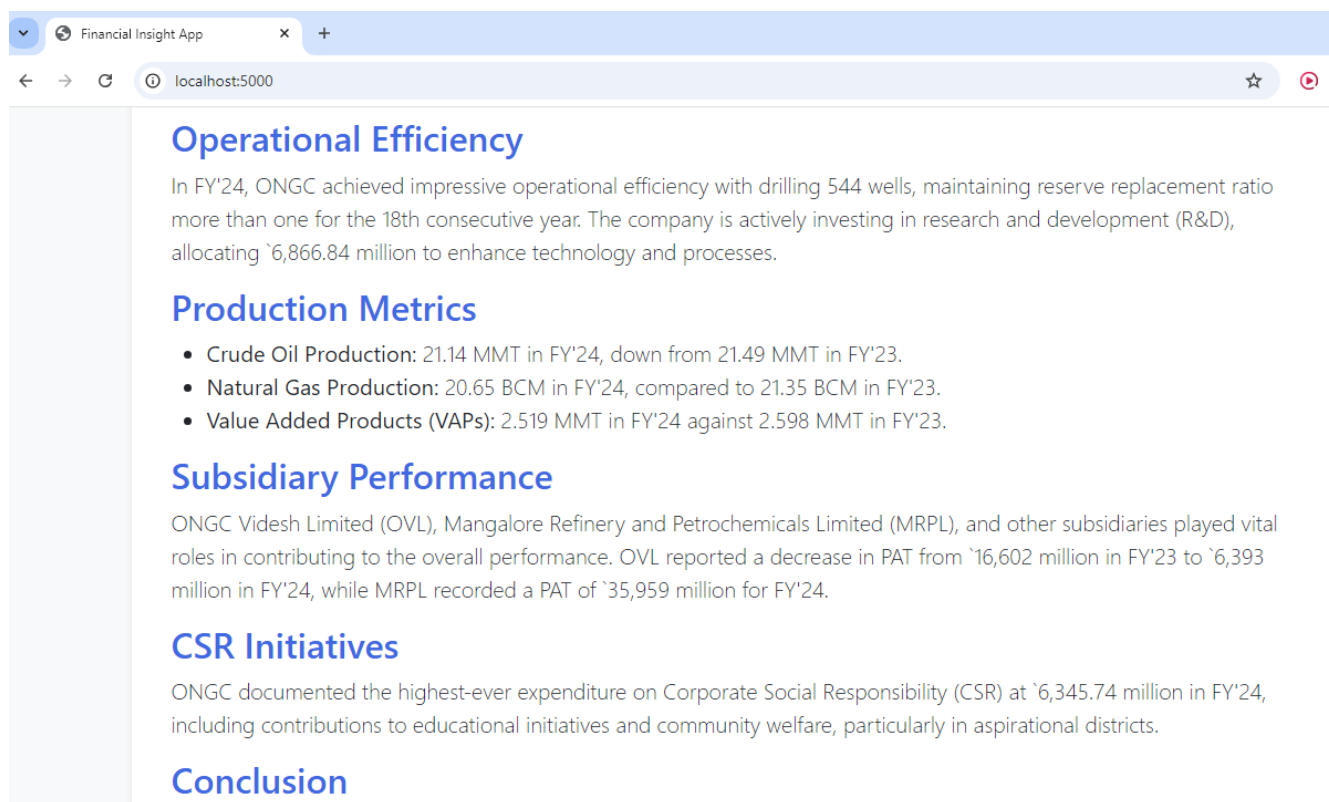 Financial Insight App
localhost:5000
Operational Efficiency
In FY'24, ONGC achieved impressive operational efficiency with drilling 544 wells, maintaining reserve replacement ratio
more than one for the 18th consecutive year. The company is actively investing in research and development (R&D),
allocating `6,866.84 million to enhance technology and processes.
Production Metrics
• Crude Oil Production: 21.14 MMT in FY'24, down from 21.49 MMT in FY'23.
• Natural Gas Production: 20.65 BCM in FY'24, compared to 21.35 BCM in FY'23.
• Value Added Products (VAPs): 2.519 MMT in FY'24 against 2.598 MMT in FY'23.
Subsidiary Performance
ONGC Videsh Limited (OVL), Mangalore Refinery and Petrochemicals Limited (MRPL), and other subsidiaries played vital
roles in contributing to the overall performance. OVL reported a decrease in PAT from `16,602 million in FY'23 to `6,393
million in FY'24, while MRPL recorded a PAT of `35,959 million for FY'24.
CSR Initiatives
ONGC documented the highest-ever expenditure on Corporate Social Responsibility (CSR) at `6,345.74 million in FY'24,
including contributions to educational initiatives and community welfare, particularly in aspirational districts.
Conclusion